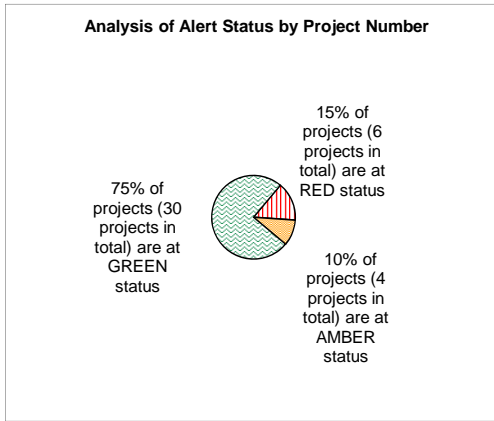 Analysis of Alert Status by Project Number
15% of
projects (6
projects in
total) are at
RED status
75% of
projects (30
projects in
total) are at
GREEN
status
10% of
projects (4
projects in
total) are at
AMBER
status